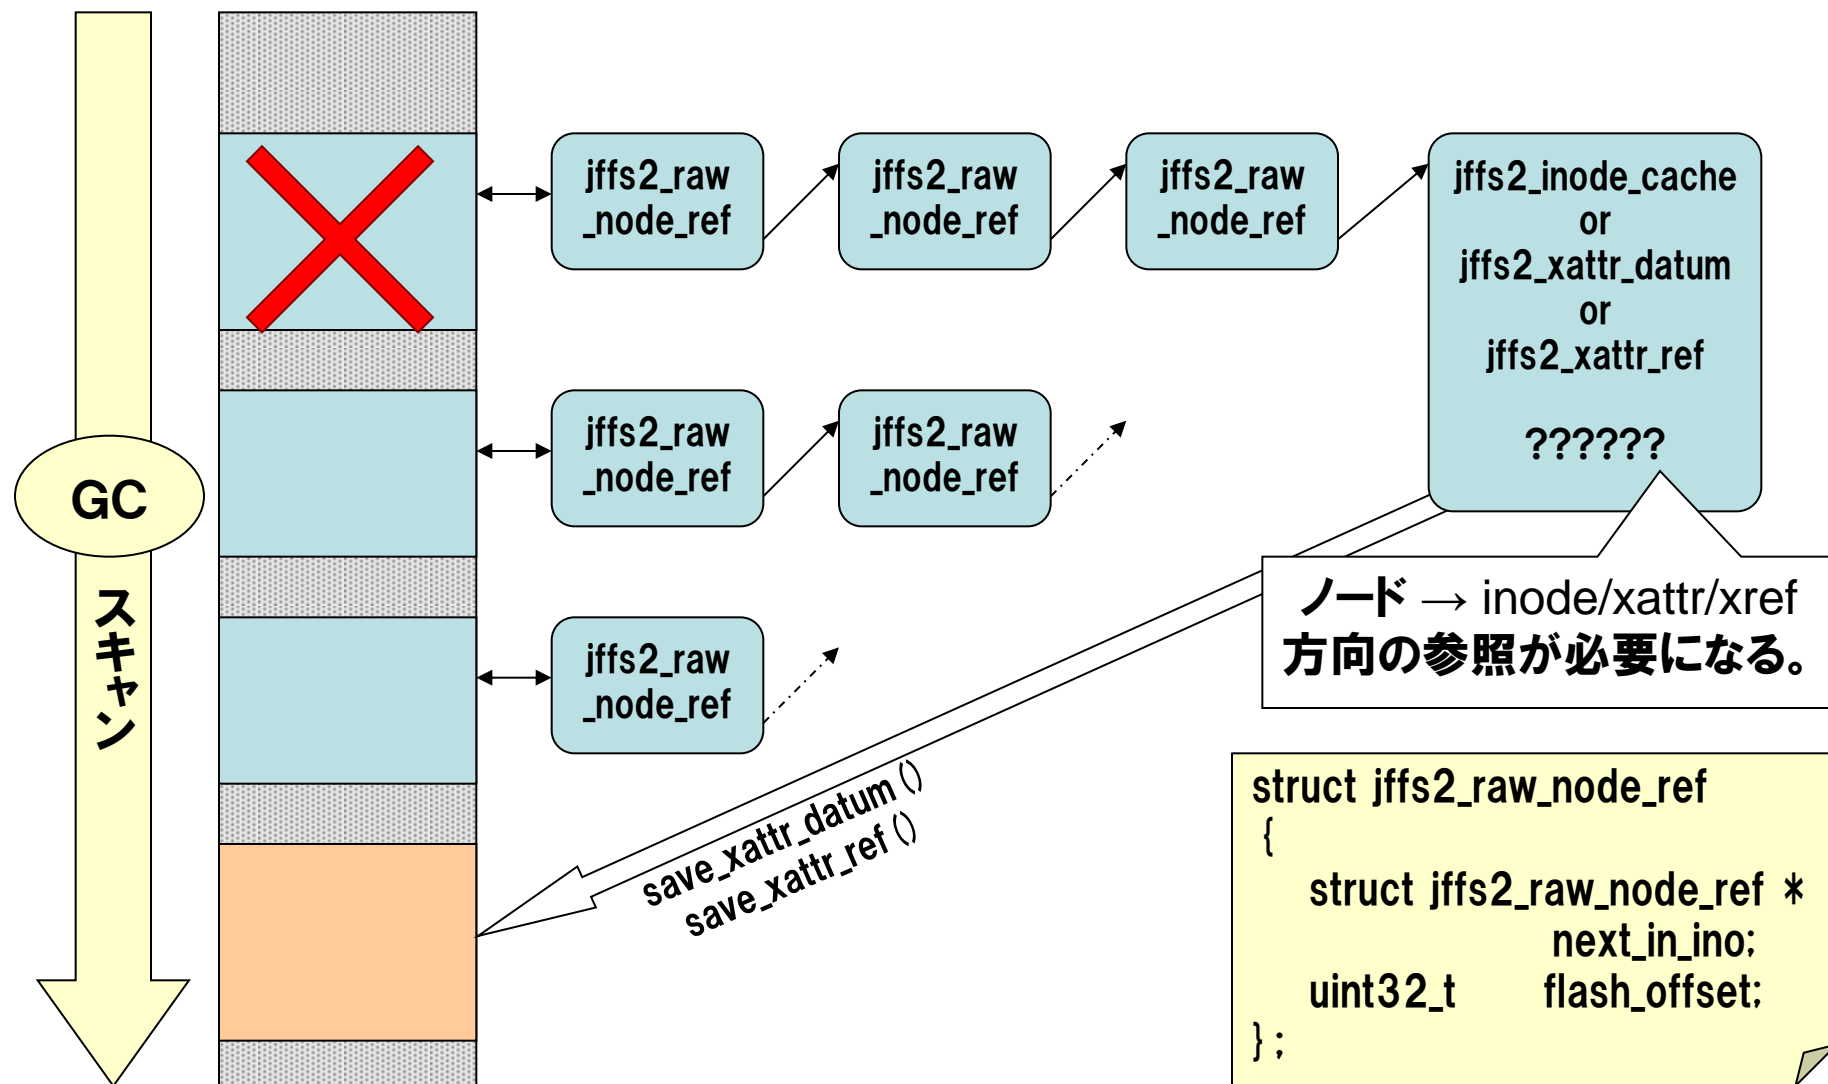 GC
スキャン
jffs2_raw
_node_ref
jffs2_raw
_node_ref
jffs2_raw
_node_ref
jffs2_inode_cache
or
jffs2_xattr_datum
or
jffs2_xattr_ref
??????
jffs2_raw
_node_ref
jffs2_raw
_node_ref
jffs2_raw
_node_ref
ノード → inode/xattr/xref
方向の参照が必要になる。
save_xattr_datum()
save_xattr_ref()
struct jffs2_raw_node_ref
{
struct jffs2_raw_node_ref *
next_in_ino;
uint32_t flash_offset;
};